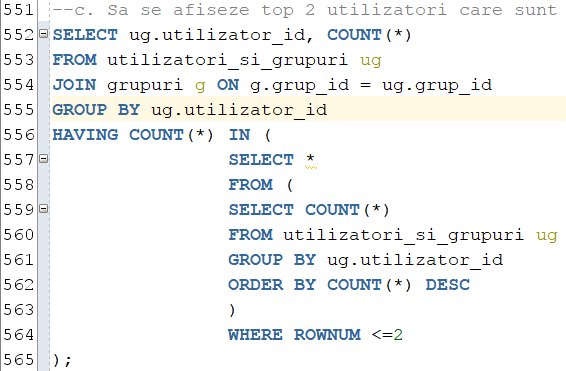 551 --c. Sa se afiseze top 2 utilizatori care sunt
552 SELECT ug.utilizator_id, COUNT(*)
553 FROM utilizatori_si_grupuri ug
554 JOIN grupuri g ON g.grup_id = ug.grup_id
555 GROUP BY ug.utilizator_id
556 HAVING COUNT(*) IN (
557 SELECT *
558 FROM (
559 SELECT COUNT(*)
560 FROM utilizatori_si_grupuri ug
561 GROUP BY ug.utilizator_id
562 ORDER BY COUNT(*) DESC
563 )
564 WHERE ROWNUM <=2
565 );